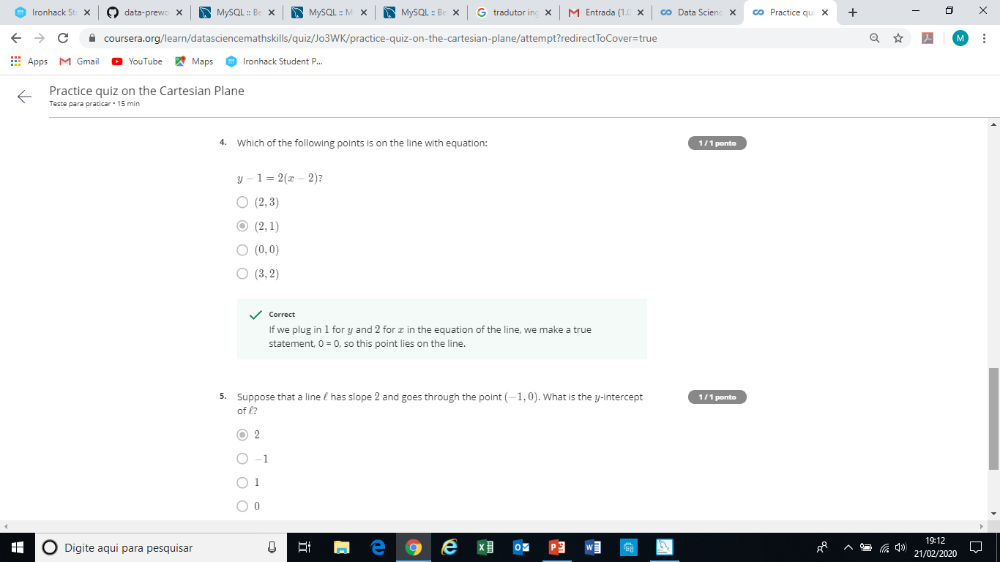 Ironhack St
data-prewo
MySQL :: Be
MySQL :: M
MySQL :: Be
tradutor ing
Entrada (1.0
Data Scienc
Practice qu
coursera.org/learn/datasciencemathskills/quiz/Jo3WK/practice-quiz-on-the-cartesian-plane/attempt?redirectToCover=true
M
Apps
Gmail
YouTube
Maps
Ironhack Student P...
Practice quiz on the Cartesian Plane
Teste para praticar • 15 min
4. Which of the following points is on the line with equation:
1 / 1 ponto
y − 1 = 2(x − 2)?
(2, 3)
(2, 1)
(0, 0)
(3, 2)
Correct
If we plug in 1 for y and 2 for x in the equation of the line, we make a true
statement, 0 = 0, so this point lies on the line.
5. Suppose that a line ℓ has slope 2 and goes through the point (−1, 0). What is the y-intercept
of ℓ?
1 / 1 ponto
2
−1
1
0
Digite aqui para pesquisar
19:12
21/02/2020